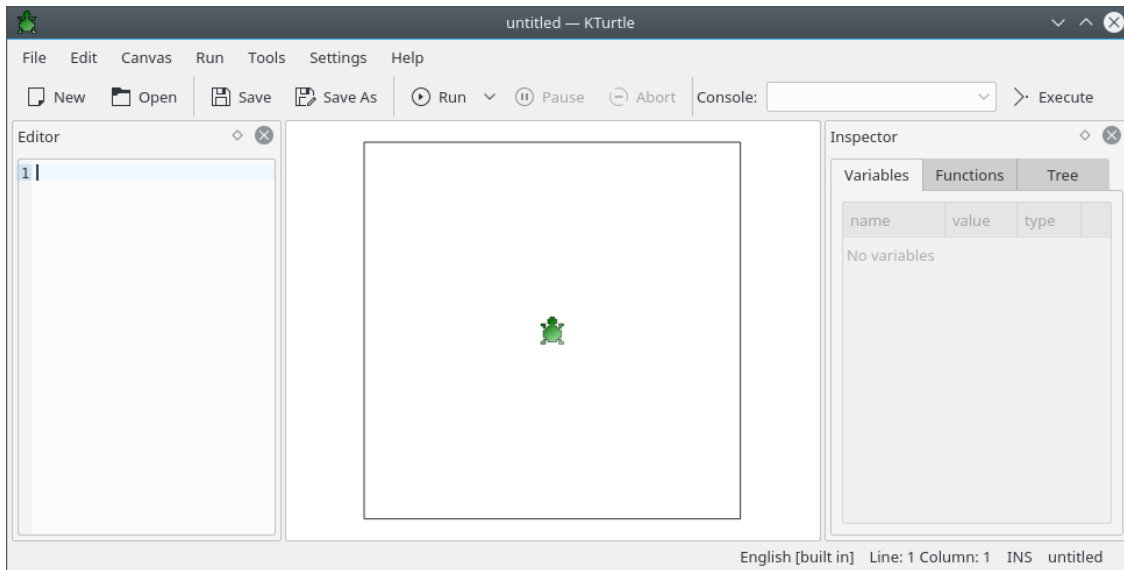 untitled — KTurtle
File Edit Canvas Run Tools Settings Help
New Open Save Save As Run Pause Abort Console: Execute
Editor
1
Inspector
Variables Functions Tree
name value type
No variables
English [built in] Line: 1 Column: 1 INS untitled